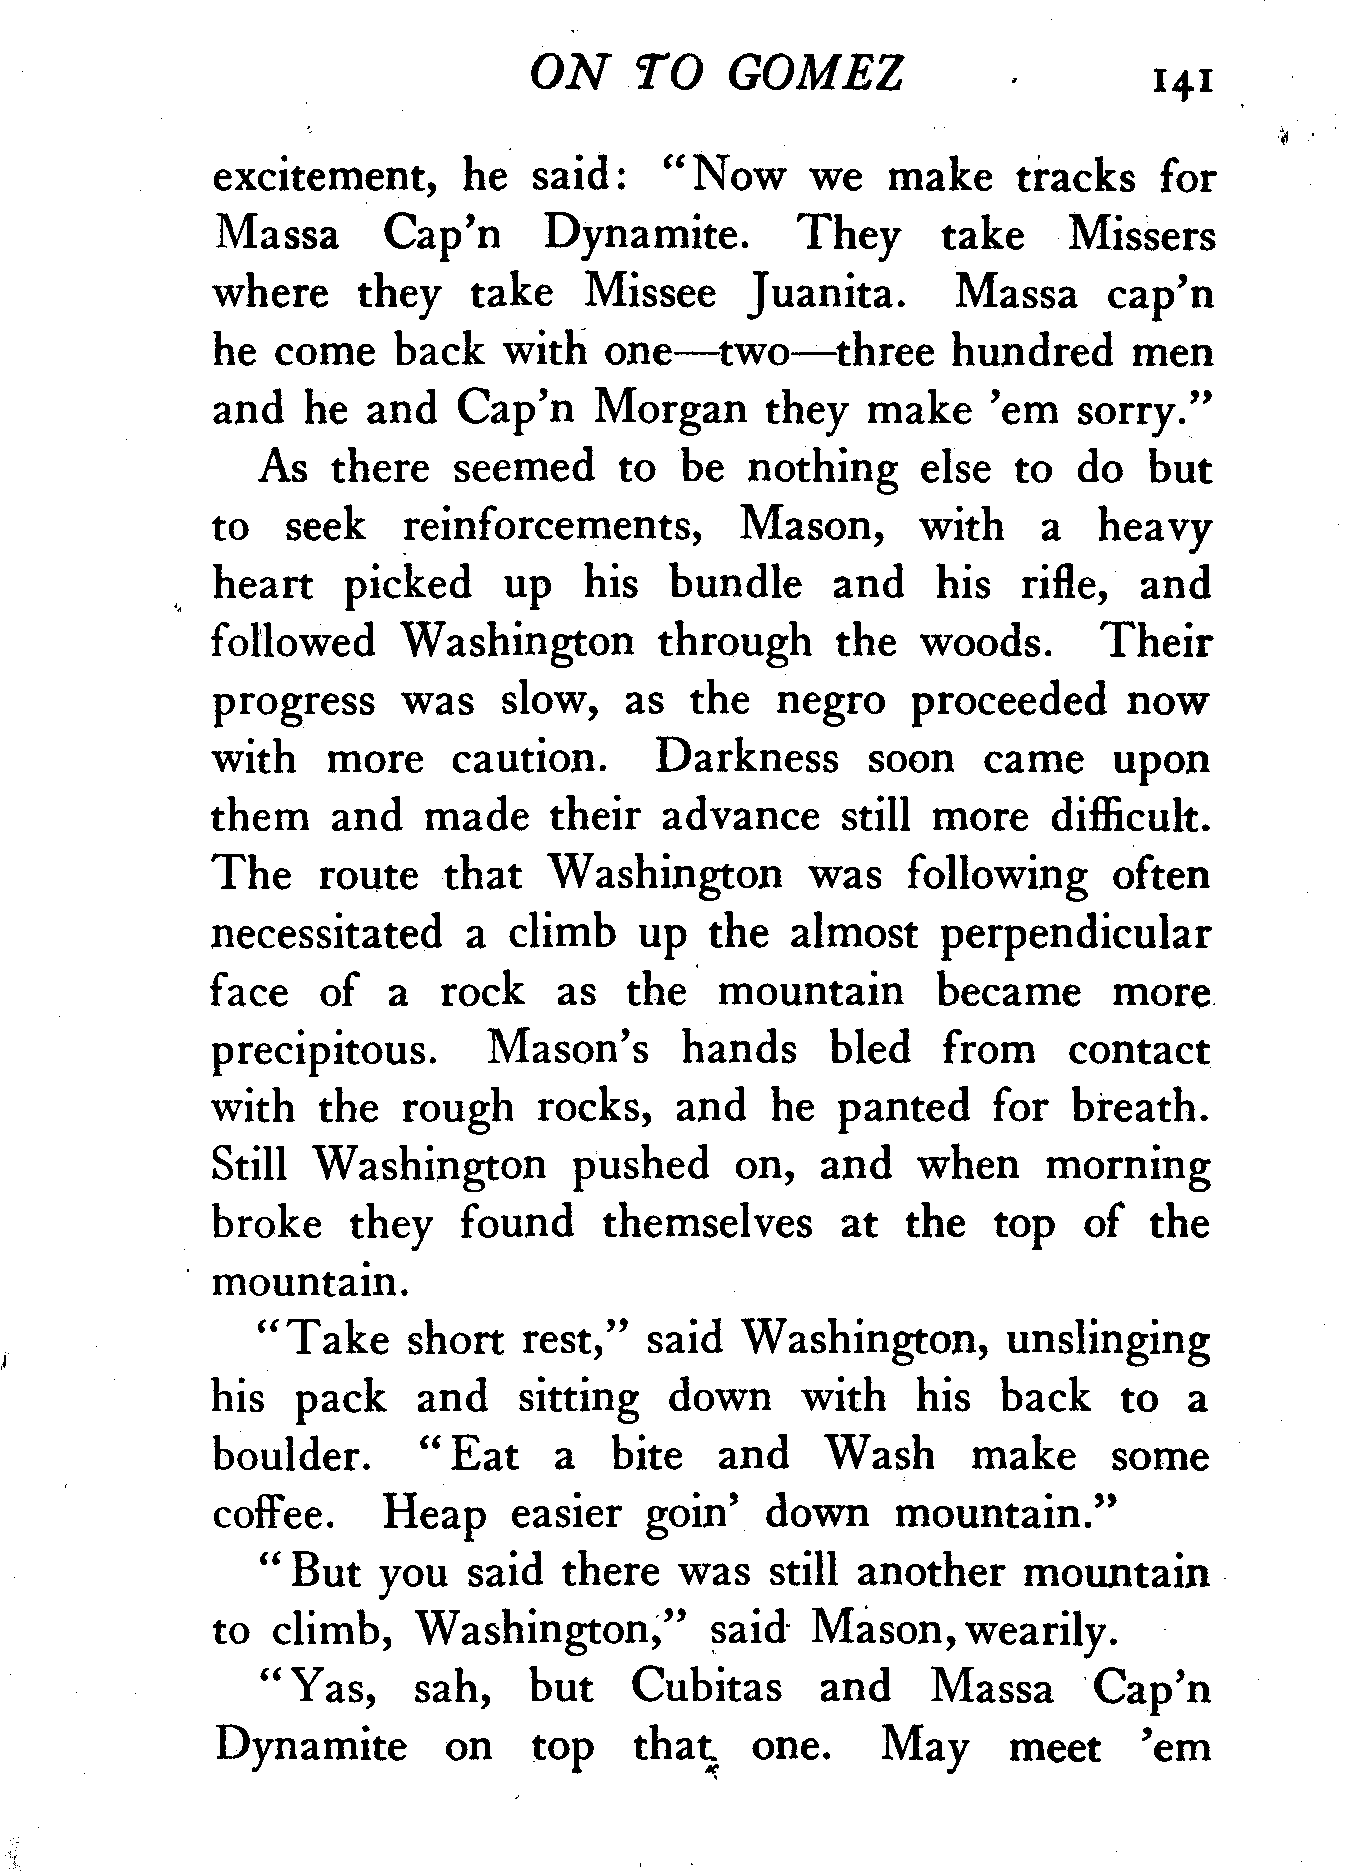 ON TO GOMEZ 141
excitement, he said: "Now we make tracks for
Massa Cap'n Dynamite. They take Missers
where they take Missee Juanita. Massa cap'n
he come back with one—two—three hundred men
and he and Cap'n Morgan they make 'em sorry."
As there seemed to be nothing else to do but
to seek reinforcements, Mason, with a heavy
heart picked up his bundle and his rifle, and
followed Washington through the woods. Their
progress was slow, as the negro proceeded now
with more caution. Darkness soon came upon
them and made their advance still more difficult.
The route that Washington was following often
necessitated a climb up the almost perpendicular
face of a rock as the mountain became more
precipitous. Mason's hands bled from contact
with the rough rocks, and he panted for breath.
Still Washington pushed on, and when morning
broke they found themselves at the top of the
mountain.
"Take short rest," said Washington, unslinging
his pack and sitting down with his back to a
boulder. "Eat a bite and Wash make some
coffee. Heap easier goin' down mountain."
"But you said there was still another mountain
to climb, Washington," said Mason, wearily.
"Yas, sah, but Cubitas and Massa Cap'n
Dynamite on top that one. May meet 'em